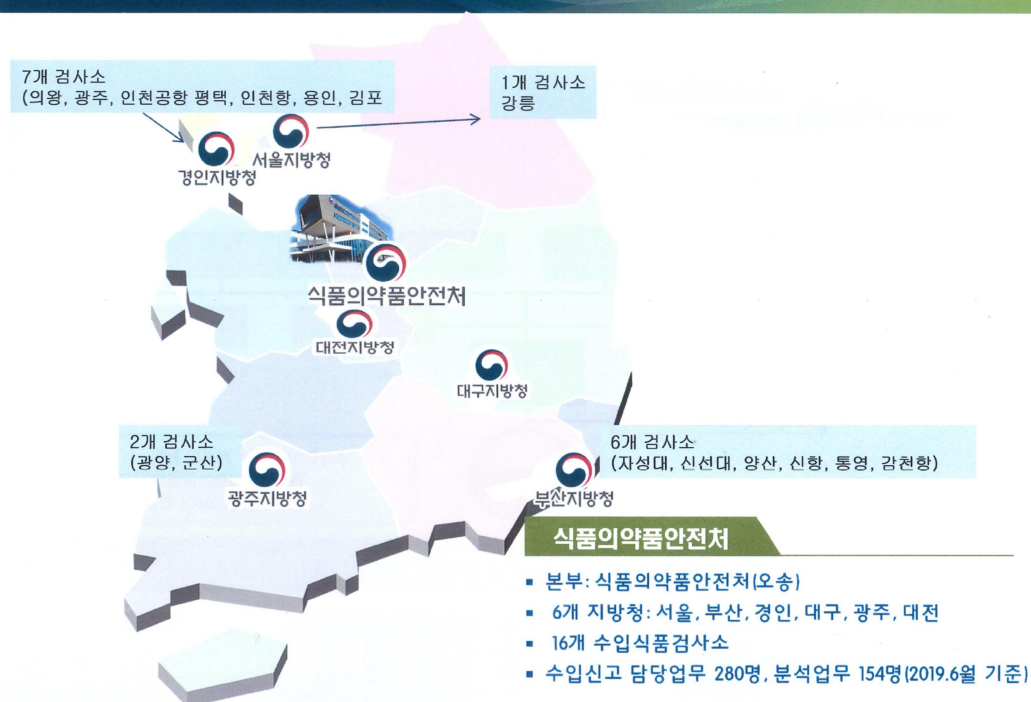 7개 검사소
(의왕, 광주, 인천공항 평택, 인천항, 용인, 김포
1개 검사소
강릉
서울지방청
경인지방청
식품의약품안전처
대전지방청
대구지방청
2개 검사소
(광양, 군산)
6개 검사소
(자성대, 신선대, 양산, 신항, 통영, 감천항)
광주지방청
부산지방청
식품의약품안전처
▪ 본부: 식품의약품안전처(오송)
▪ 6개 지방청: 서울, 부산, 경인, 대구, 광주, 대전
▪ 16개 수입식품검사소
▪ 수입신고 담당업무 280명, 분석업무 154명(2019.6월 기준)